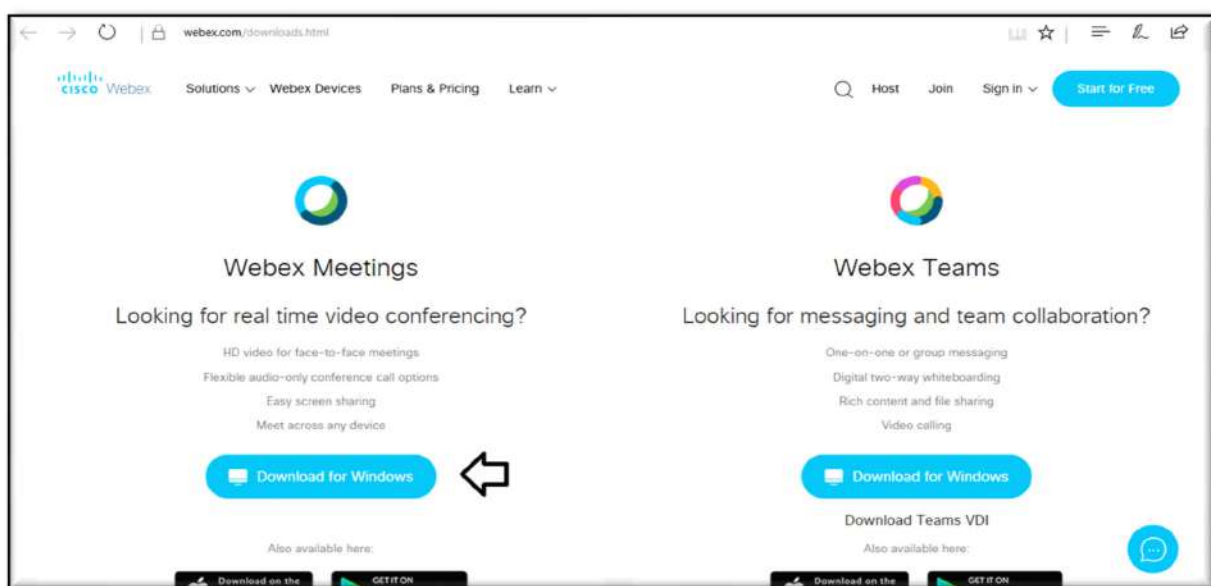 webex.com/downloads.html
cisco Webex Solutions Webex Devices Plans & Pricing Learn Host Join Sign in Start for Free
Webex Meetings
Looking for real time video conferencing?
HD video for face-to-face meetings
Flexible audio-only conference call options
Easy screen sharing
Meet across any device
Download for Windows
Also available here:
Download on the
GET IT ON
Webex Teams
Looking for messaging and team collaboration?
One-on-one or group messaging
Digital two-way whiteboarding
Rich content and file sharing
Video calling
Download for Windows
Download Teams VDI
Also available here:
Download on the
GET IT ON